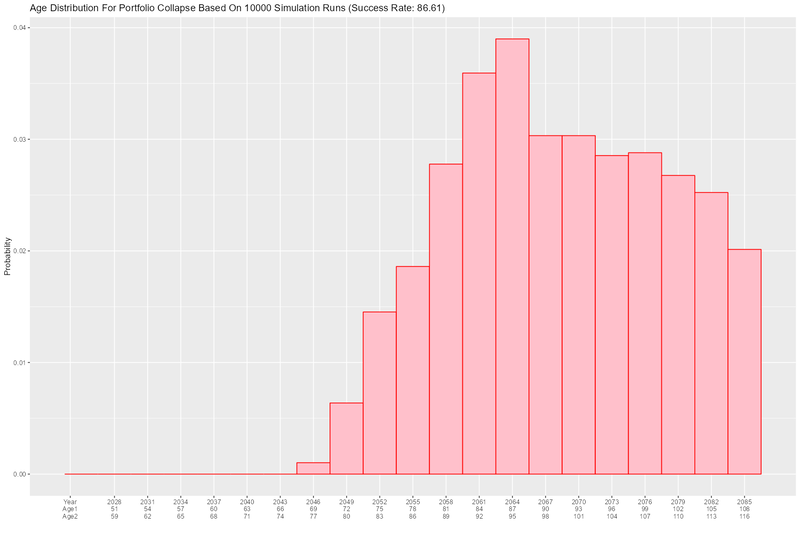 Age Distribution For Portfolio Collapse Based On 10000 Simulation Runs (Success Rate: 86.61)
0.04
0.03
0.02
0.01
0.00
Probability
Year 2028 2031 2034 2037 2040 2043 2046 2049 2052 2055 2058 2061 2064 2067 2070 2073 2076 2079 2082 2085
Age1 51 54 57 60 63 66 69 72 75 78 81 84 87 90 93 96 99 102 105 108
Age2 59 62 65 68 71 74 77 80 83 86 89 92 95 98 101 104 107 110 113 116